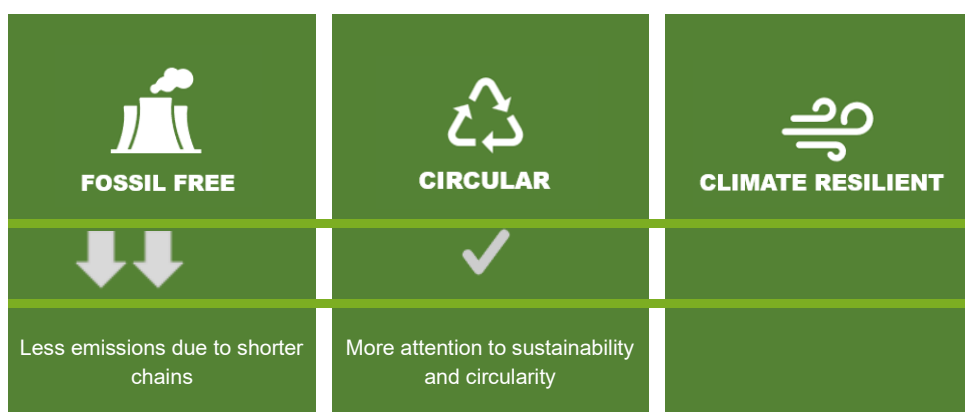 FOSSIL FREE
CIRCULAR
CLIMATE RESILIENT
Less emissions due to shorter
chains
More attention to sustainability
and circularity